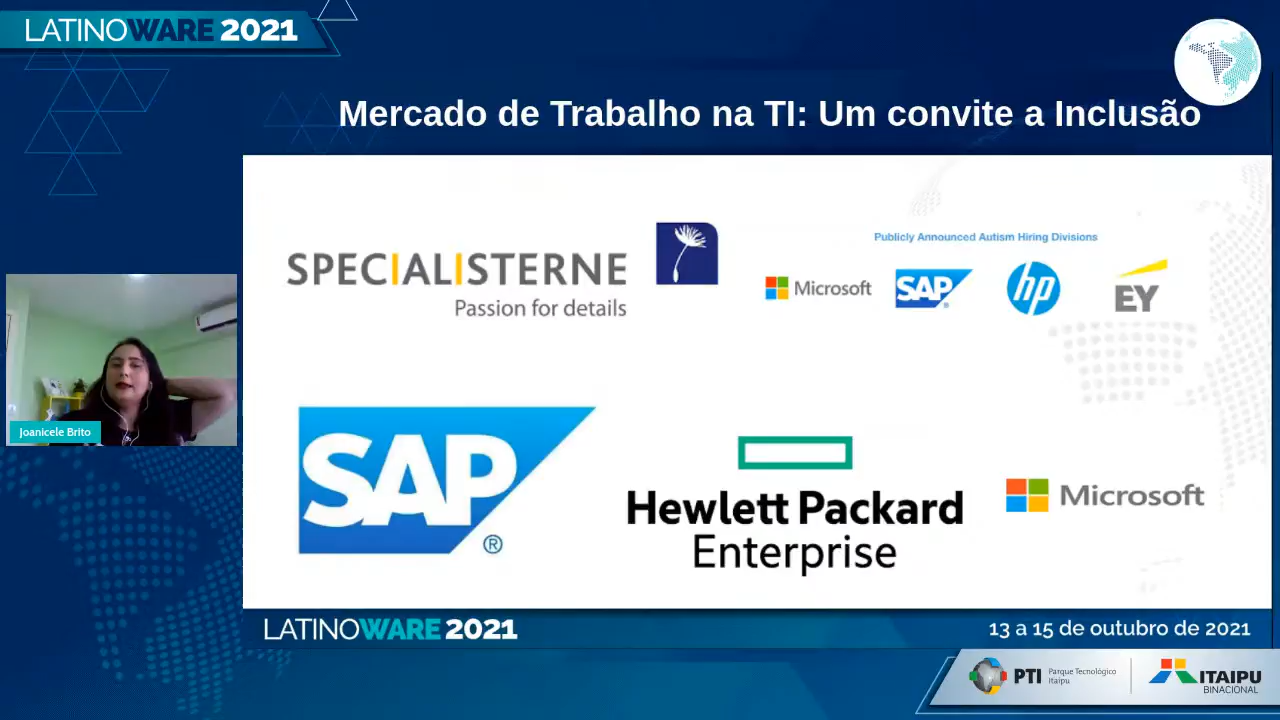 LATINOWARE 2021
Mercado de Trabalho na TI: Um convite a Inclusão
SPECIALISTERNE
Passion for details
Publicly Announced Autism Hiring Divisions
Microsoft
SAP
®
hp
EY
Joanicele Brito
SAP
®
Hewlett Packard
Enterprise
Microsoft
LATINOWARE 2021
13 a 15 de outubro de 2021
PTI
Parque Tecnológico
Itaipu
ITAIPU
BINACIONAL